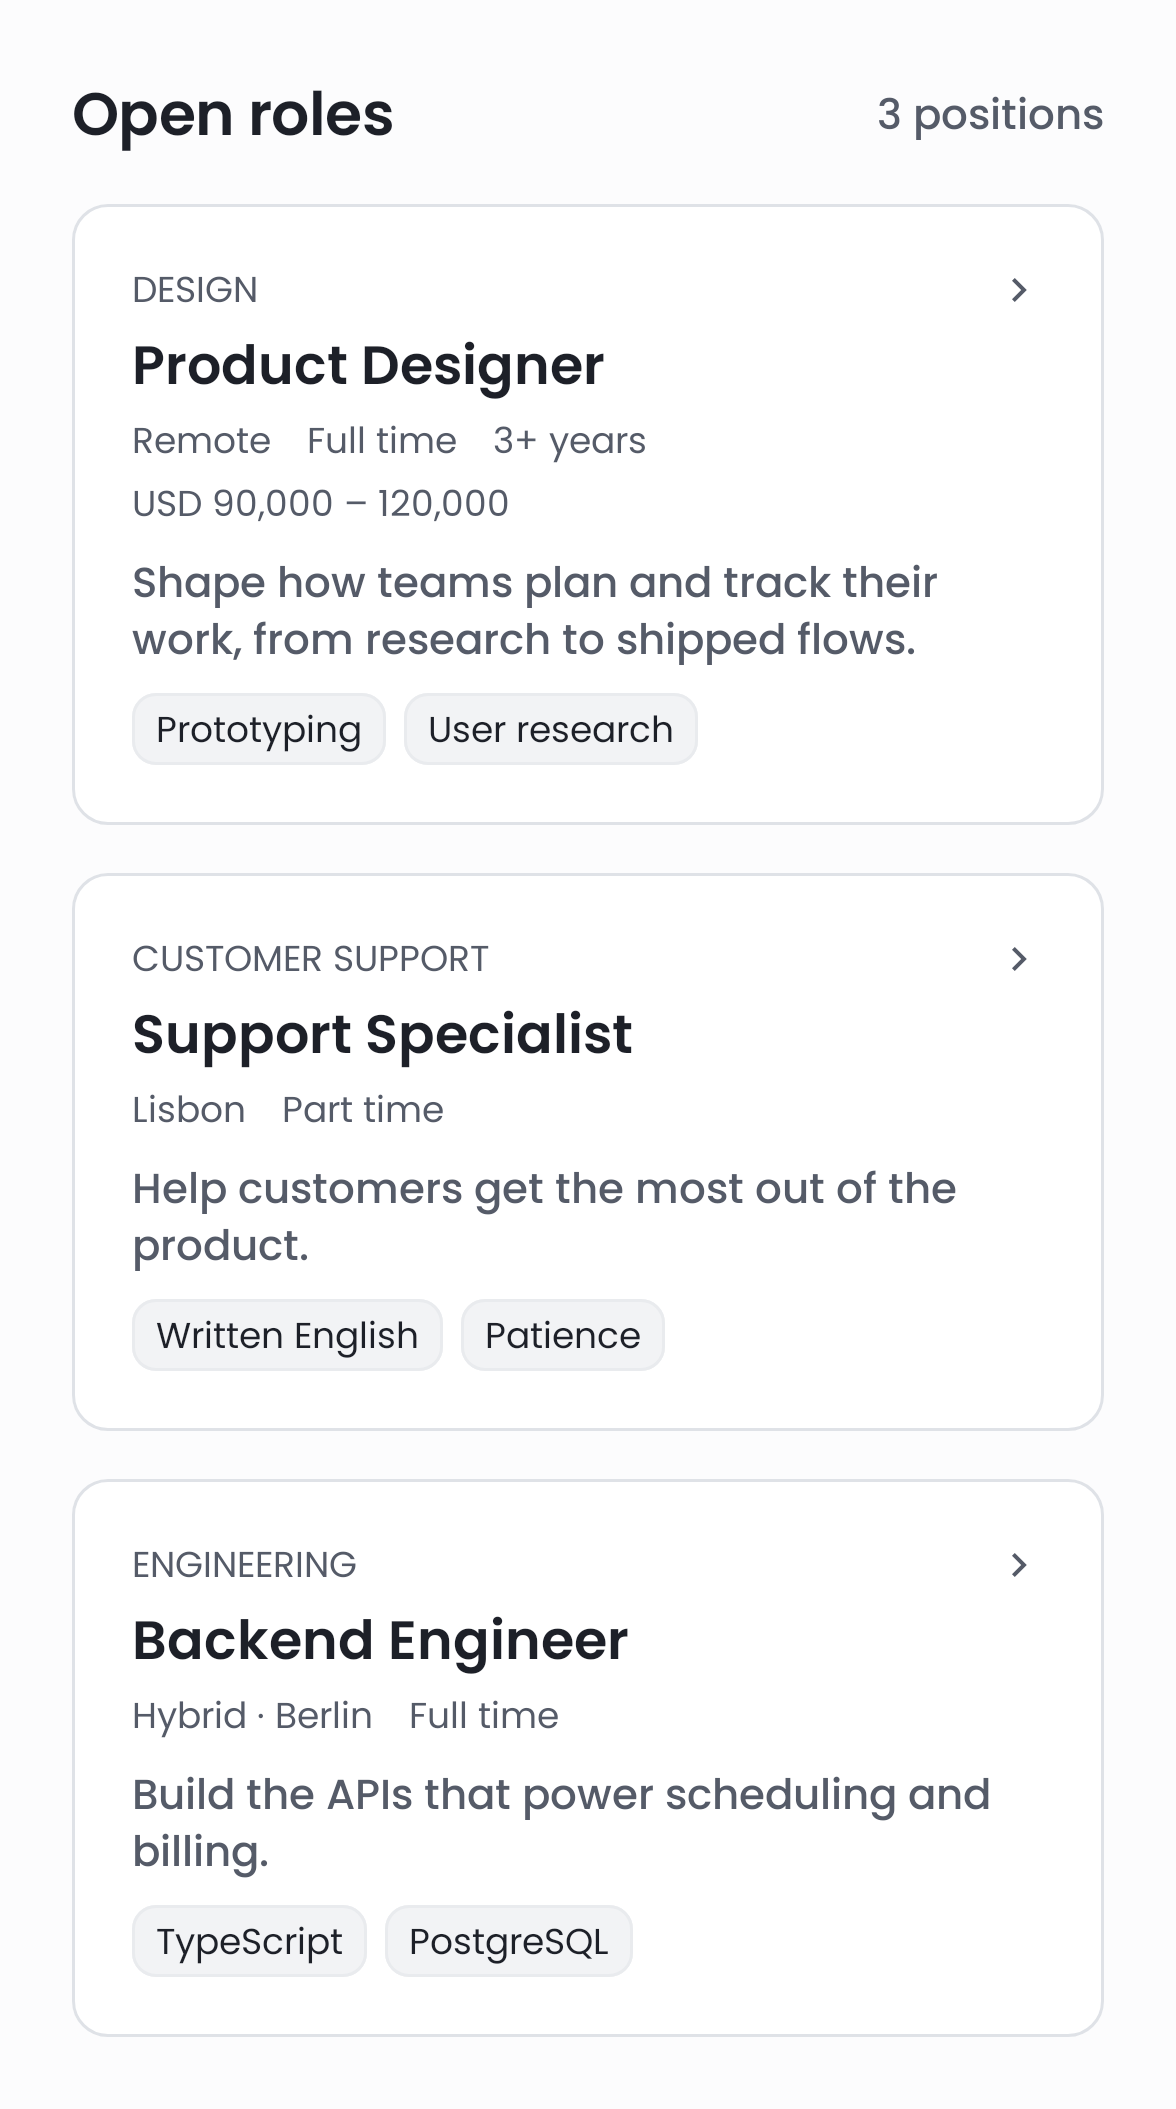 Open roles
3 positions
DESIGN
Product Designer
Remote Full time 3+ years
USD 90,000 – 120,000
Shape how teams plan and track their
work, from research to shipped flows.
Prototyping User research
CUSTOMER SUPPORT
Support Specialist
Lisbon Part time
Help customers get the most out of the
product.
Written English Patience
ENGINEERING
Backend Engineer
Hybrid · Berlin Full time
Build the APIs that power scheduling and
billing.
TypeScript PostgreSQL